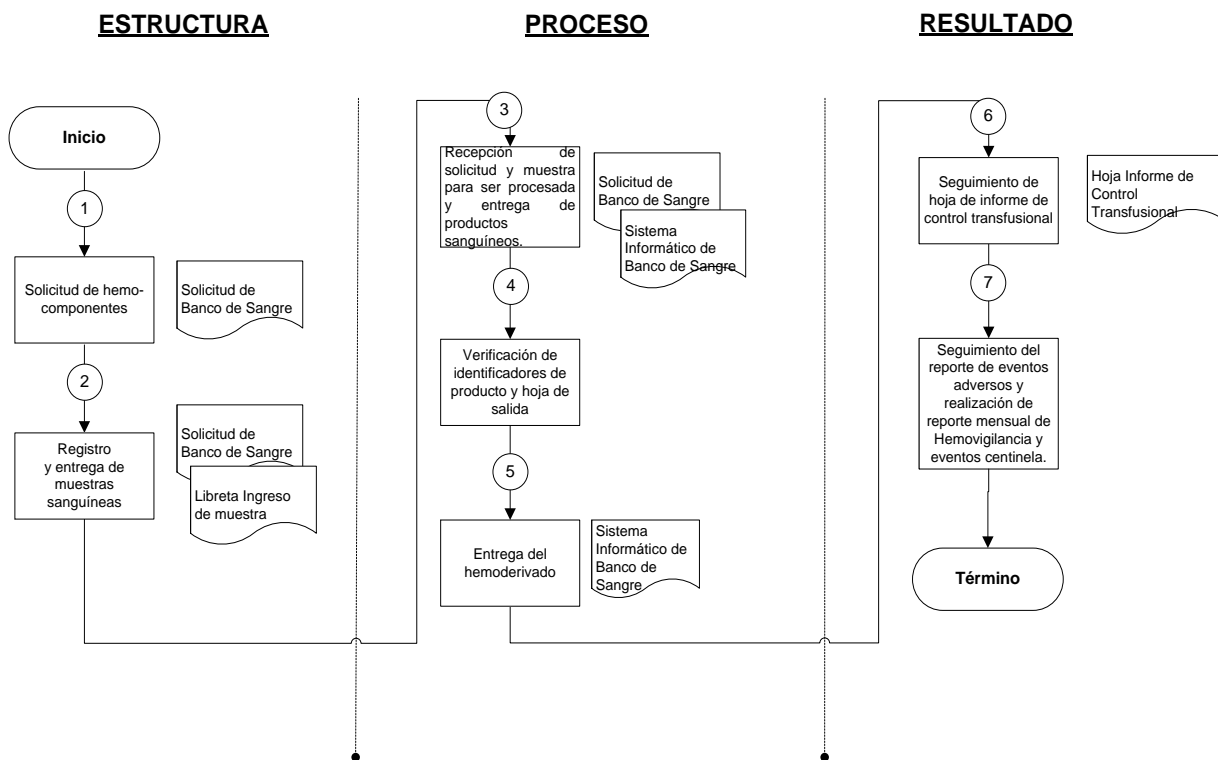 ESTRUCTURA
PROCESO
RESULTADO
Inicio
1
Solicitud de hemo-
componentes
Solicitud de
Banco de Sangre
2
Registro
y entrega de
muestras
sanguíneas
Solicitud de
Banco de Sangre
Libreta Ingreso
de muestra
3
Recepción de
solicitud y muestra
para ser procesada
y entrega de
productos
sanguíneos.
Solicitud de
Banco de Sangre
Sistema
Informático de
Banco de Sangre
4
Verificación de
identificadores de
producto y hoja de
salida
5
Entrega del
hemoderivado
Sistema
Informático de
Banco de
Sangre
6
Seguimiento de
hoja de informe de
control transfusional
Hoja Informe de
Control
Transfusional
7
Seguimiento del
reporte de eventos
adversos y
realización de
reporte mensual de
Hemovigilancia y
eventos centinela.
Término